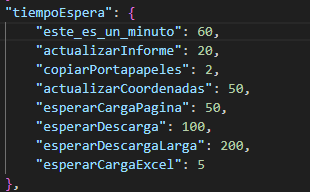 "tiempoEspera": {
"este_es_un_minuto": 60,
"actualizarInforme": 20,
"copiarPortapapeles": 2,
"actualizarCoordenadas": 50,
"esperarCargaPagina": 50,
"esperarDescarga": 100,
"esperarDescargaLarga": 200,
"esperarCargaExcel": 5
},